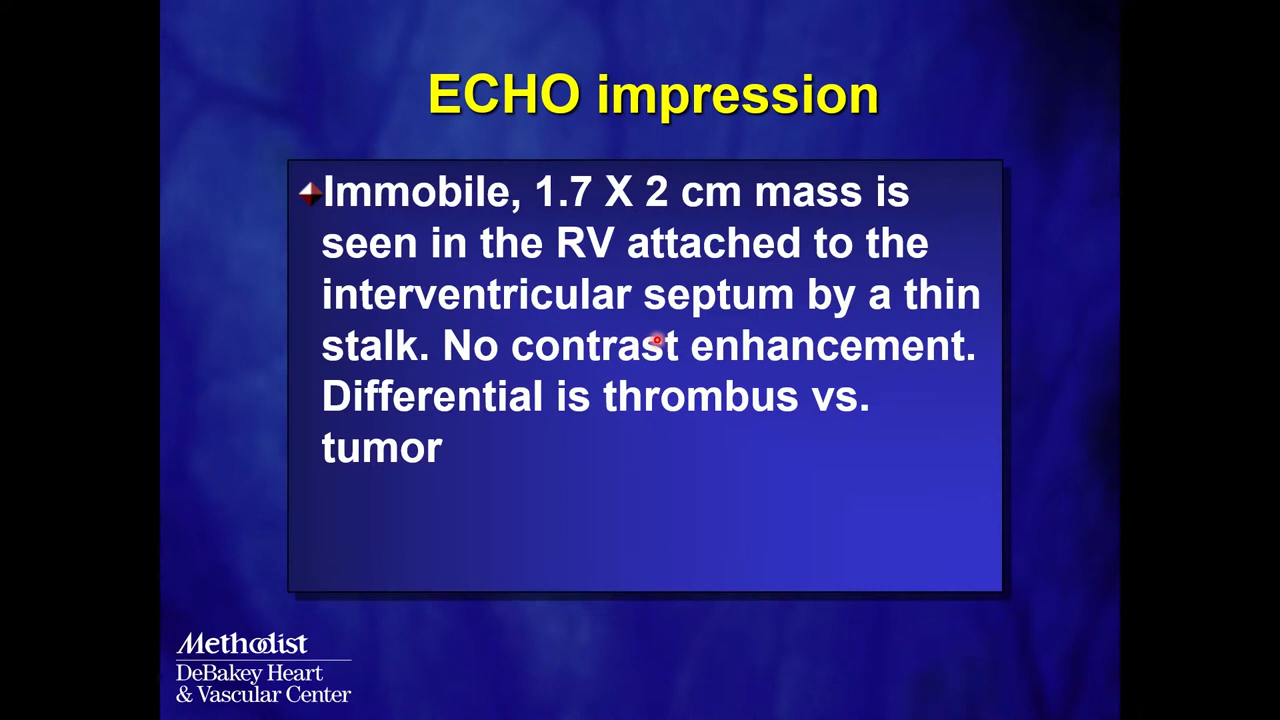 ECHO impression
Immobile, 1.7 X 2 cm mass is
seen in the RV attached to the
interventricular septum by a thin
stalk. No contrast enhancement.
Differential is thrombus vs.
tumor
Methodist
DeBakey Heart
& Vascular Center